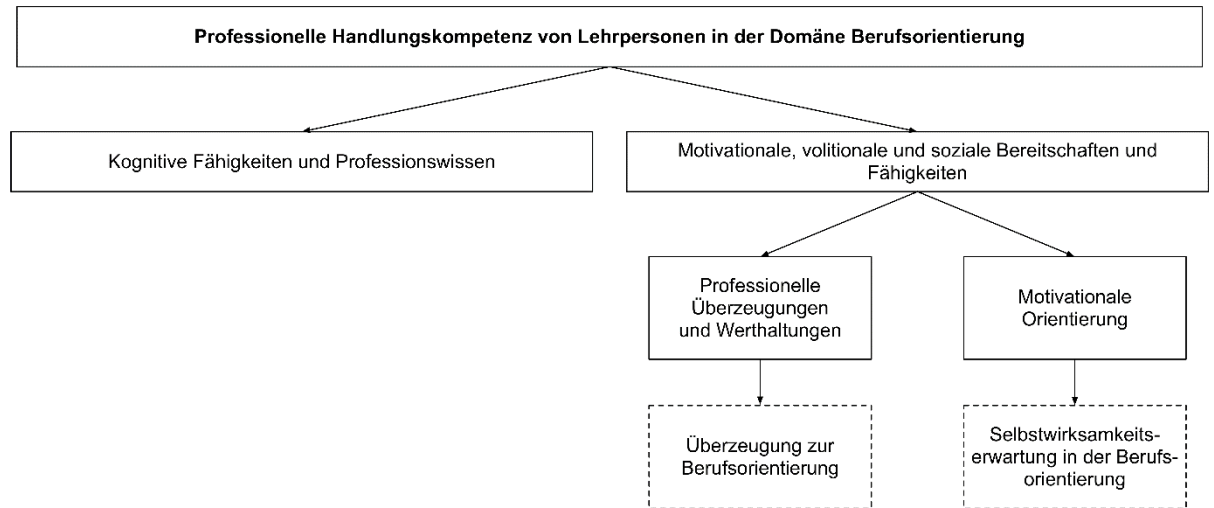 Professionelle Handlungskompetenz von Lehrpersonen in der Domäne Berufsorientierung
Kognitive Fähigkeiten und Professionswissen
Motivationale, volitionale und soziale Bereitschaften und
Fähigkeiten
Professionelle
Überzeugungen
und Werthaltungen
Motivationale
Orientierung
Überzeugung zur
Berufsorientierung
Selbstwirksamkeits-
erwartung in der Berufs-
orientierung